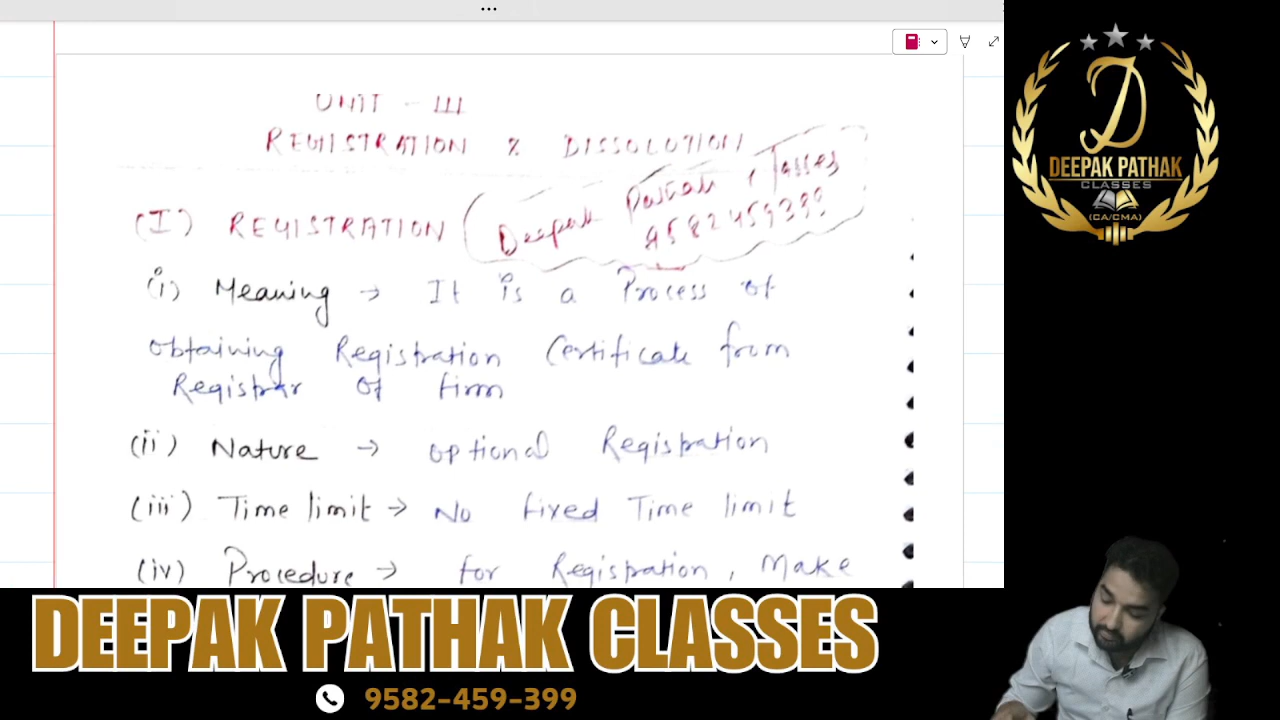 UNIT - III
REGISTRATION & DISSOLUTION
(I) REGISTRATION
Deepak Pathak Classes
9582459399
(i) Meaning → It is a Process of
obtaining Registration Certificate from
Registrar of firm
(ii) Nature → optional Registration
(iii) Time limit → No fixed Time limit
(iv) Procedure → for Registration, Make
D
DEEPAK PATHAK
CLASSES
(CA/CMA)
DEEPAK PATHAK CLASSES
9582-459-399